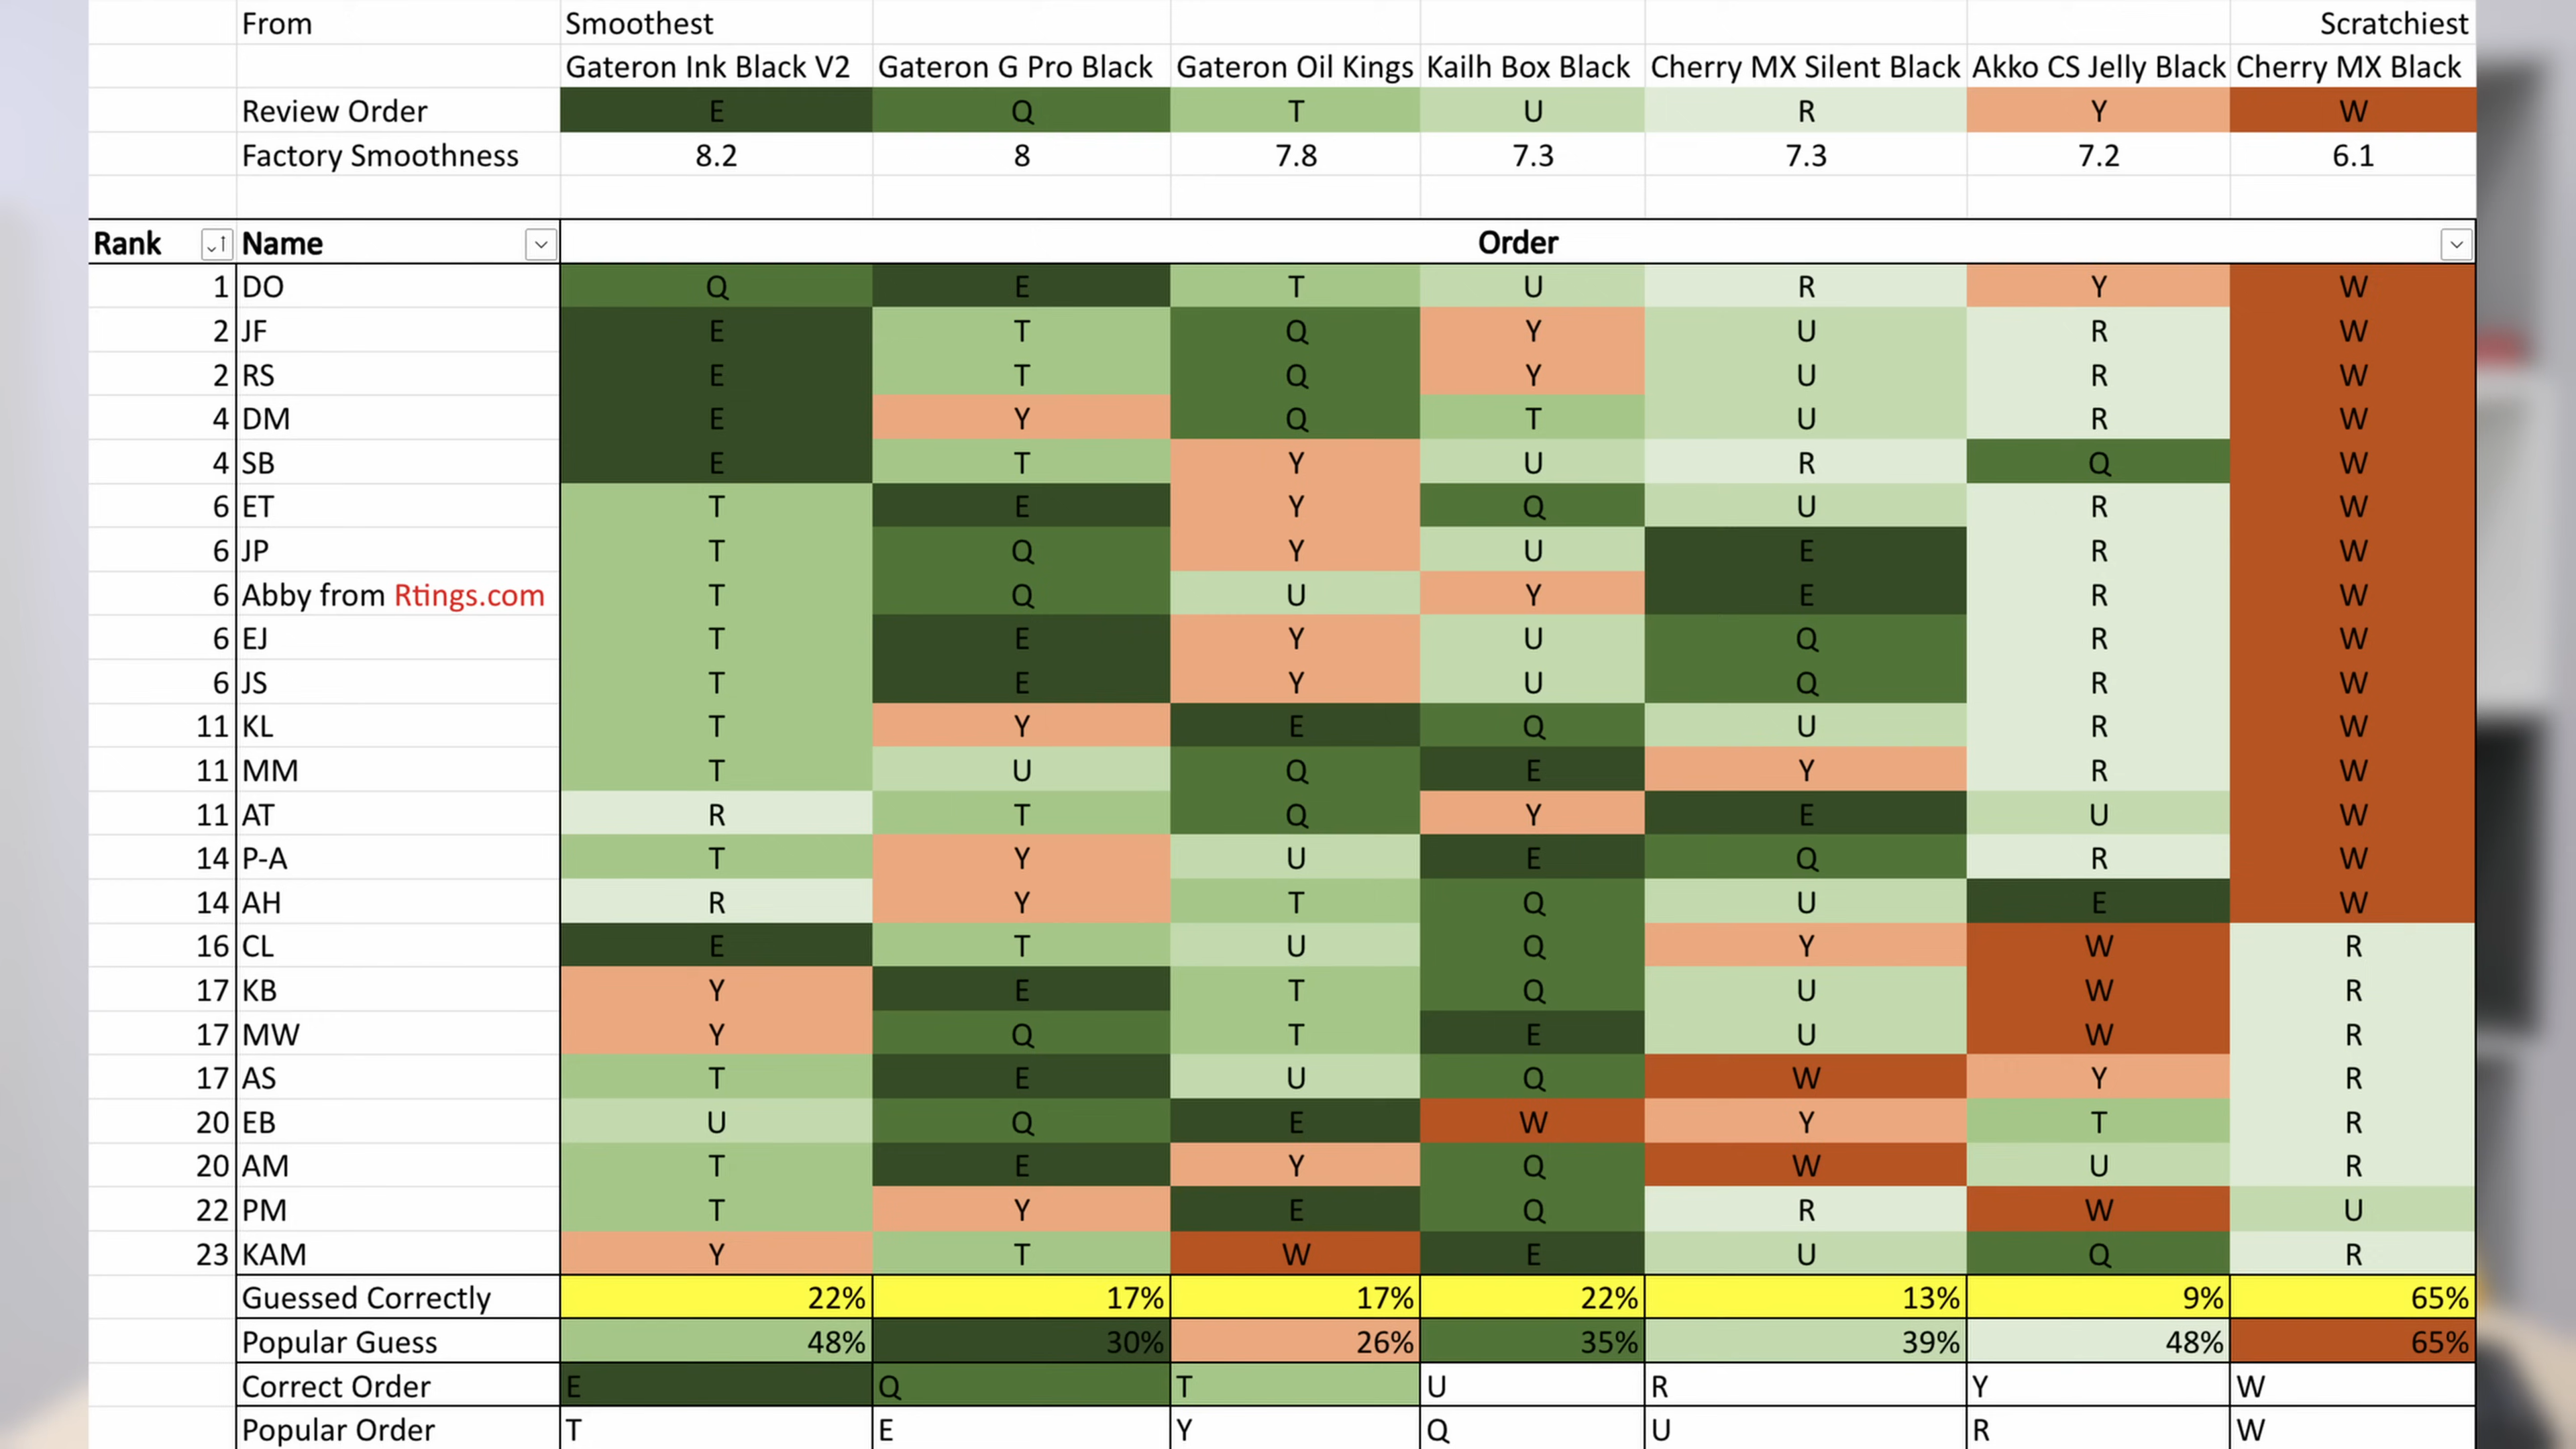 From Smoothest Scratchiest
Gateron Ink Black V2 Gateron G Pro Black Gateron Oil Kings Kailh Box Black Cherry MX Silent Black Akko CS Jelly Black Cherry MX Black
Review Order E Q T U R Y W
Factory Smoothness 8.2 8 7.8 7.3 7.3 7.2 6.1
Rank Name Order
1 DO Q E T U R Y W
2 JF E T Q Y U R W
2 RS E T Q Y U R W
4 DM E Y Q T U R W
4 SB E T Y U R Q W
6 ET T E Y Q U R W
6 JP T Q Y U E R W
6 Abby from Rtings.com T Q U Y E R W
6 EJ T E Y U Q R W
6 JS T E Y U Q R W
11 KL T Y E Q U R W
11 MM T U Q E Y R W
11 AT R T Q Y E U W
14 P-A T Y U E Q R W
14 AH R Y T Q U E W
16 CL E T U Q Y W R
17 KB Y E T Q U W R
17 MW Y Q T E U W R
17 AS T E U Q W Y R
20 EB U Q E W Y T R
20 AM T E Y Q W U R
22 PM T Y E Q R W U
23 KAM Y T W E U Q R
Guessed Correctly 22% 17% 17% 22% 13% 9% 65%
Popular Guess 48% 30% 26% 35% 39% 48% 65%
Correct Order E Q T U R Y W
Popular Order T E Y Q U R W